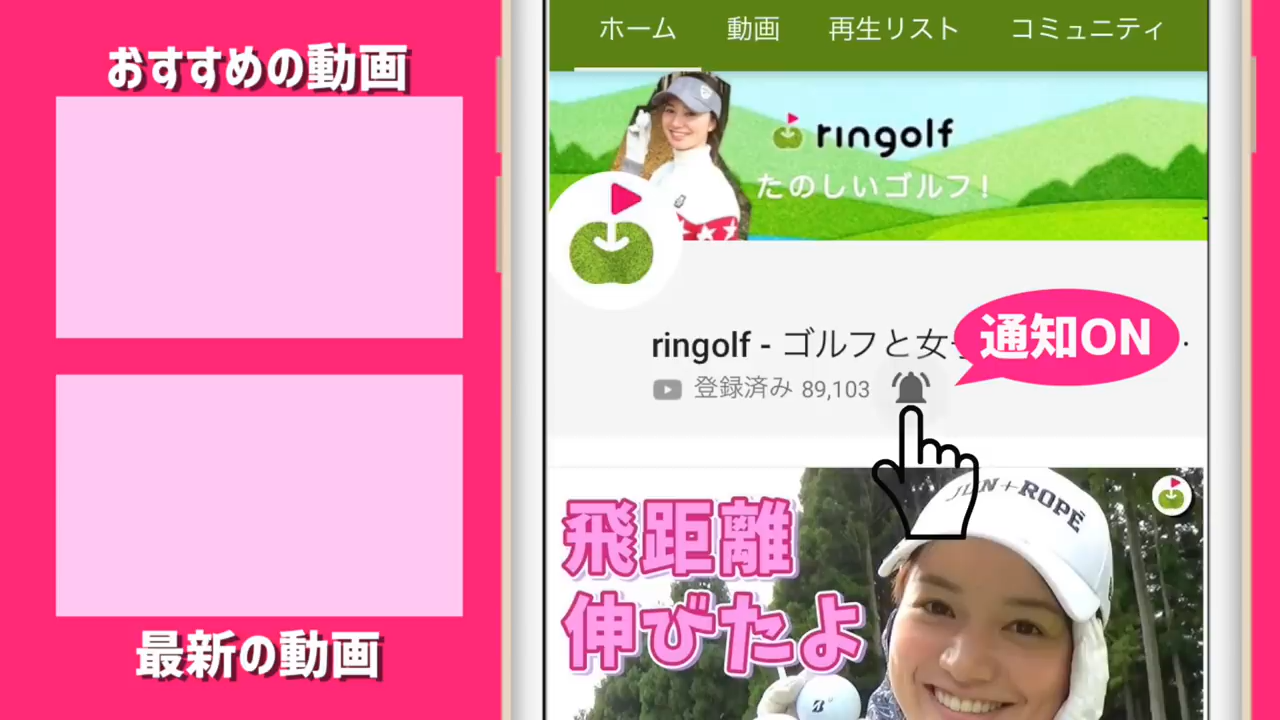 おすすめの動画
最新の動画
ホーム 動画 再生リスト コミュニティ
ringolf
たのしいゴルフ!
ringolf - ゴルフと女
通知ON
登録済み 89,103
JUN+ROPÉ
飛距離
伸びたよ
B